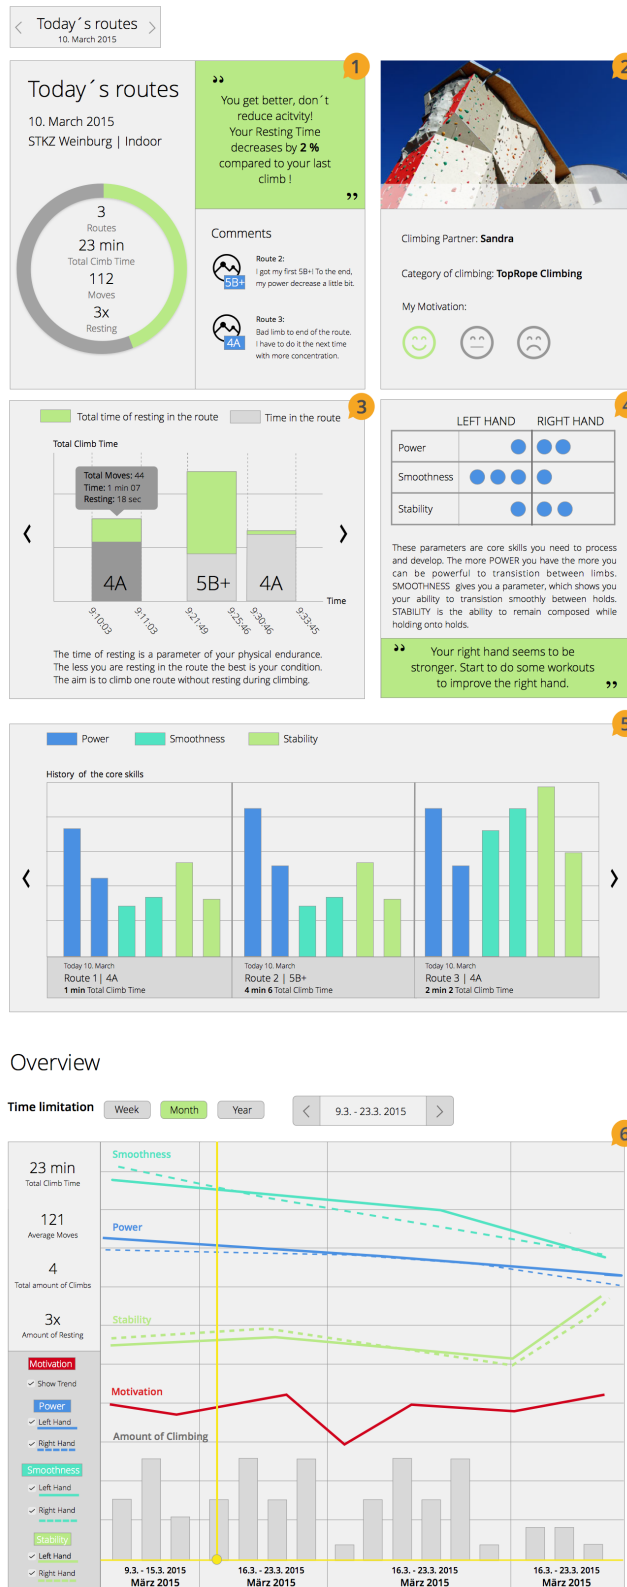 Today´s routes
10. March 2015
1
Today´s routes
10. March 2015
STKZ Weinburg | Indoor
3
Routes
23 min
Total Climb Time
112
Moves
3x
Resting
“
You get better, don´t
reduce acitvity!
Your Resting Time
decreases by 2 %
compared to your last
climb !
”
Comments
Route 2:
5B+
I got my first 5B+! To the end,
my power decrease a little bit.
Route 3:
4A
Bad limb to end of the route.
I have to do it the next time
with more concentration.
2
Climbing Partner: Sandra
Category of climbing: TopRope Climbing
My Motivation:
3
Total time of resting in the route
Time in the route
Total Climb Time
Total Moves: 44
Time: 1 min 07
Resting: 18 sec
4A
5B+
4A
Time
9:10:03
9:11:03
9:21:49
9:25:46
9:30:46
9:33:45
The time of resting is a parameter of your physical endurance.
The less you are resting in the route the best is your condition.
The aim is to climb one route without resting during climbing.
4
LEFT HAND RIGHT HAND
Power
Smoothness
Stability
These parameters are core skills you need to process
and develop. The more POWER you have the more you
can be powerful to transistion between limbs.
SMOOTHNESS gives you a parameter, which shows you
your ability to transistion smoothly between holds.
STABILITY is the ability to remain composed while
holding onto holds.
“
Your right hand seems to be
stronger. Start to do some workouts
to improve the right hand.
”
5
Power
Smoothness
Stability
History of the core skills
Today 10. March
Route 1| 4A
1 min Total Climb Time
Today 10. March
Route 2 | 5B+
4 min 6 Total Climb Time
Today 10. March
Route 3 | 4A
2 min 2 Total Climb Time
Overview
Time limitation
Week
Month
Year
9.3. - 23.3. 2015
6
23 min
Total Climb Time
121
Average Moves
4
Total amount of Climbs
3x
Amount of Resting
Motivation
Show Trend
Power
Left Hand
Right Hand
Smoothness
Left Hand
Right Hand
Stability
Left Hand
Right Hand
Smoothness
Power
Stability
Motivation
Amount of Climbing
9.3. - 15.3. 2015
März 2015
16.3. - 23.3. 2015
März 2015
16.3. - 23.3. 2015
März 2015
16.3. - 23.3. 2015
März 2015